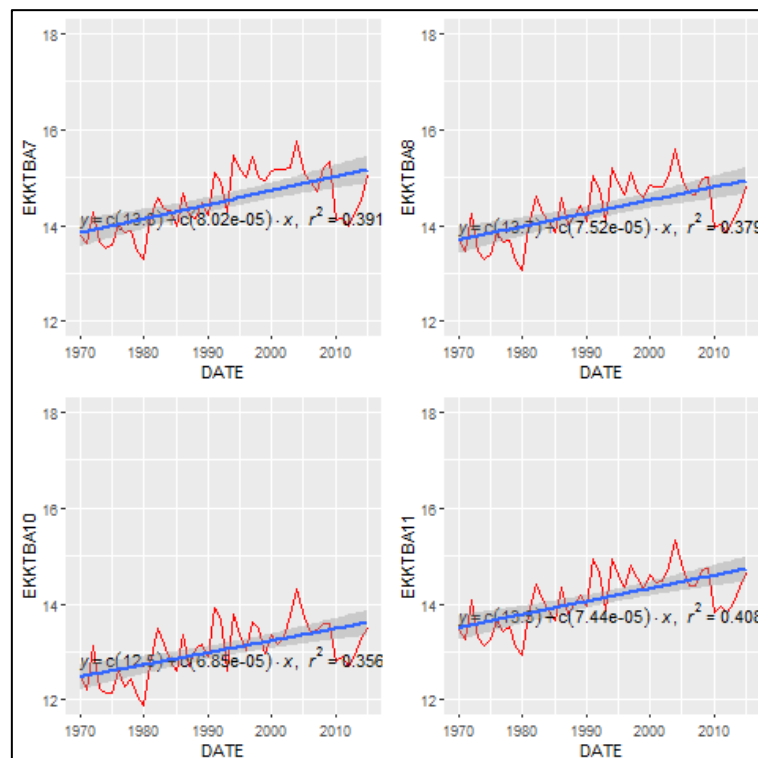 18
16
14
12
EKKTBA7
y = + c(8.02e-05) · x, r² = 0.391
1970 1980 1990 2000 2010
DATE
18
16
14
12
EKKTBA8
y = c(13.7) + c(7.52e-05) · x, r² = 0.379
1970 1980 1990 2000 2010
DATE
18
16
14
12
EKKTBA10
y = c(12.5) + c(6.85e-05) · x, r² = 0.356
1970 1980 1990 2000 2010
DATE
18
16
14
12
EKKTBA11
y = c(13.5) + c(7.44e-05) · x, r² = 0.408
1970 1980 1990 2000 2010
DATE